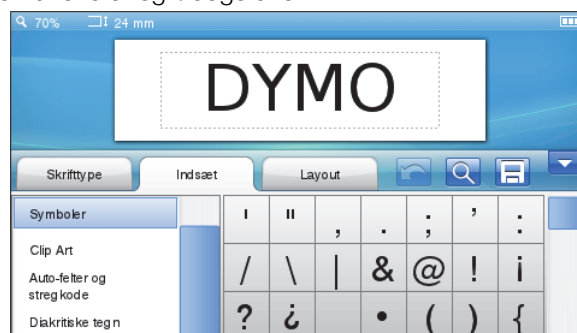 70% 24 mm
DYMO
Skrifttype Indsæt Layout
Symboler
Clip Art
Auto-felter og
stregkode
Diakritiske tegn
' " , . ; ’ :
/ \ | & @ ! ¡
? ¿ • ( ) {